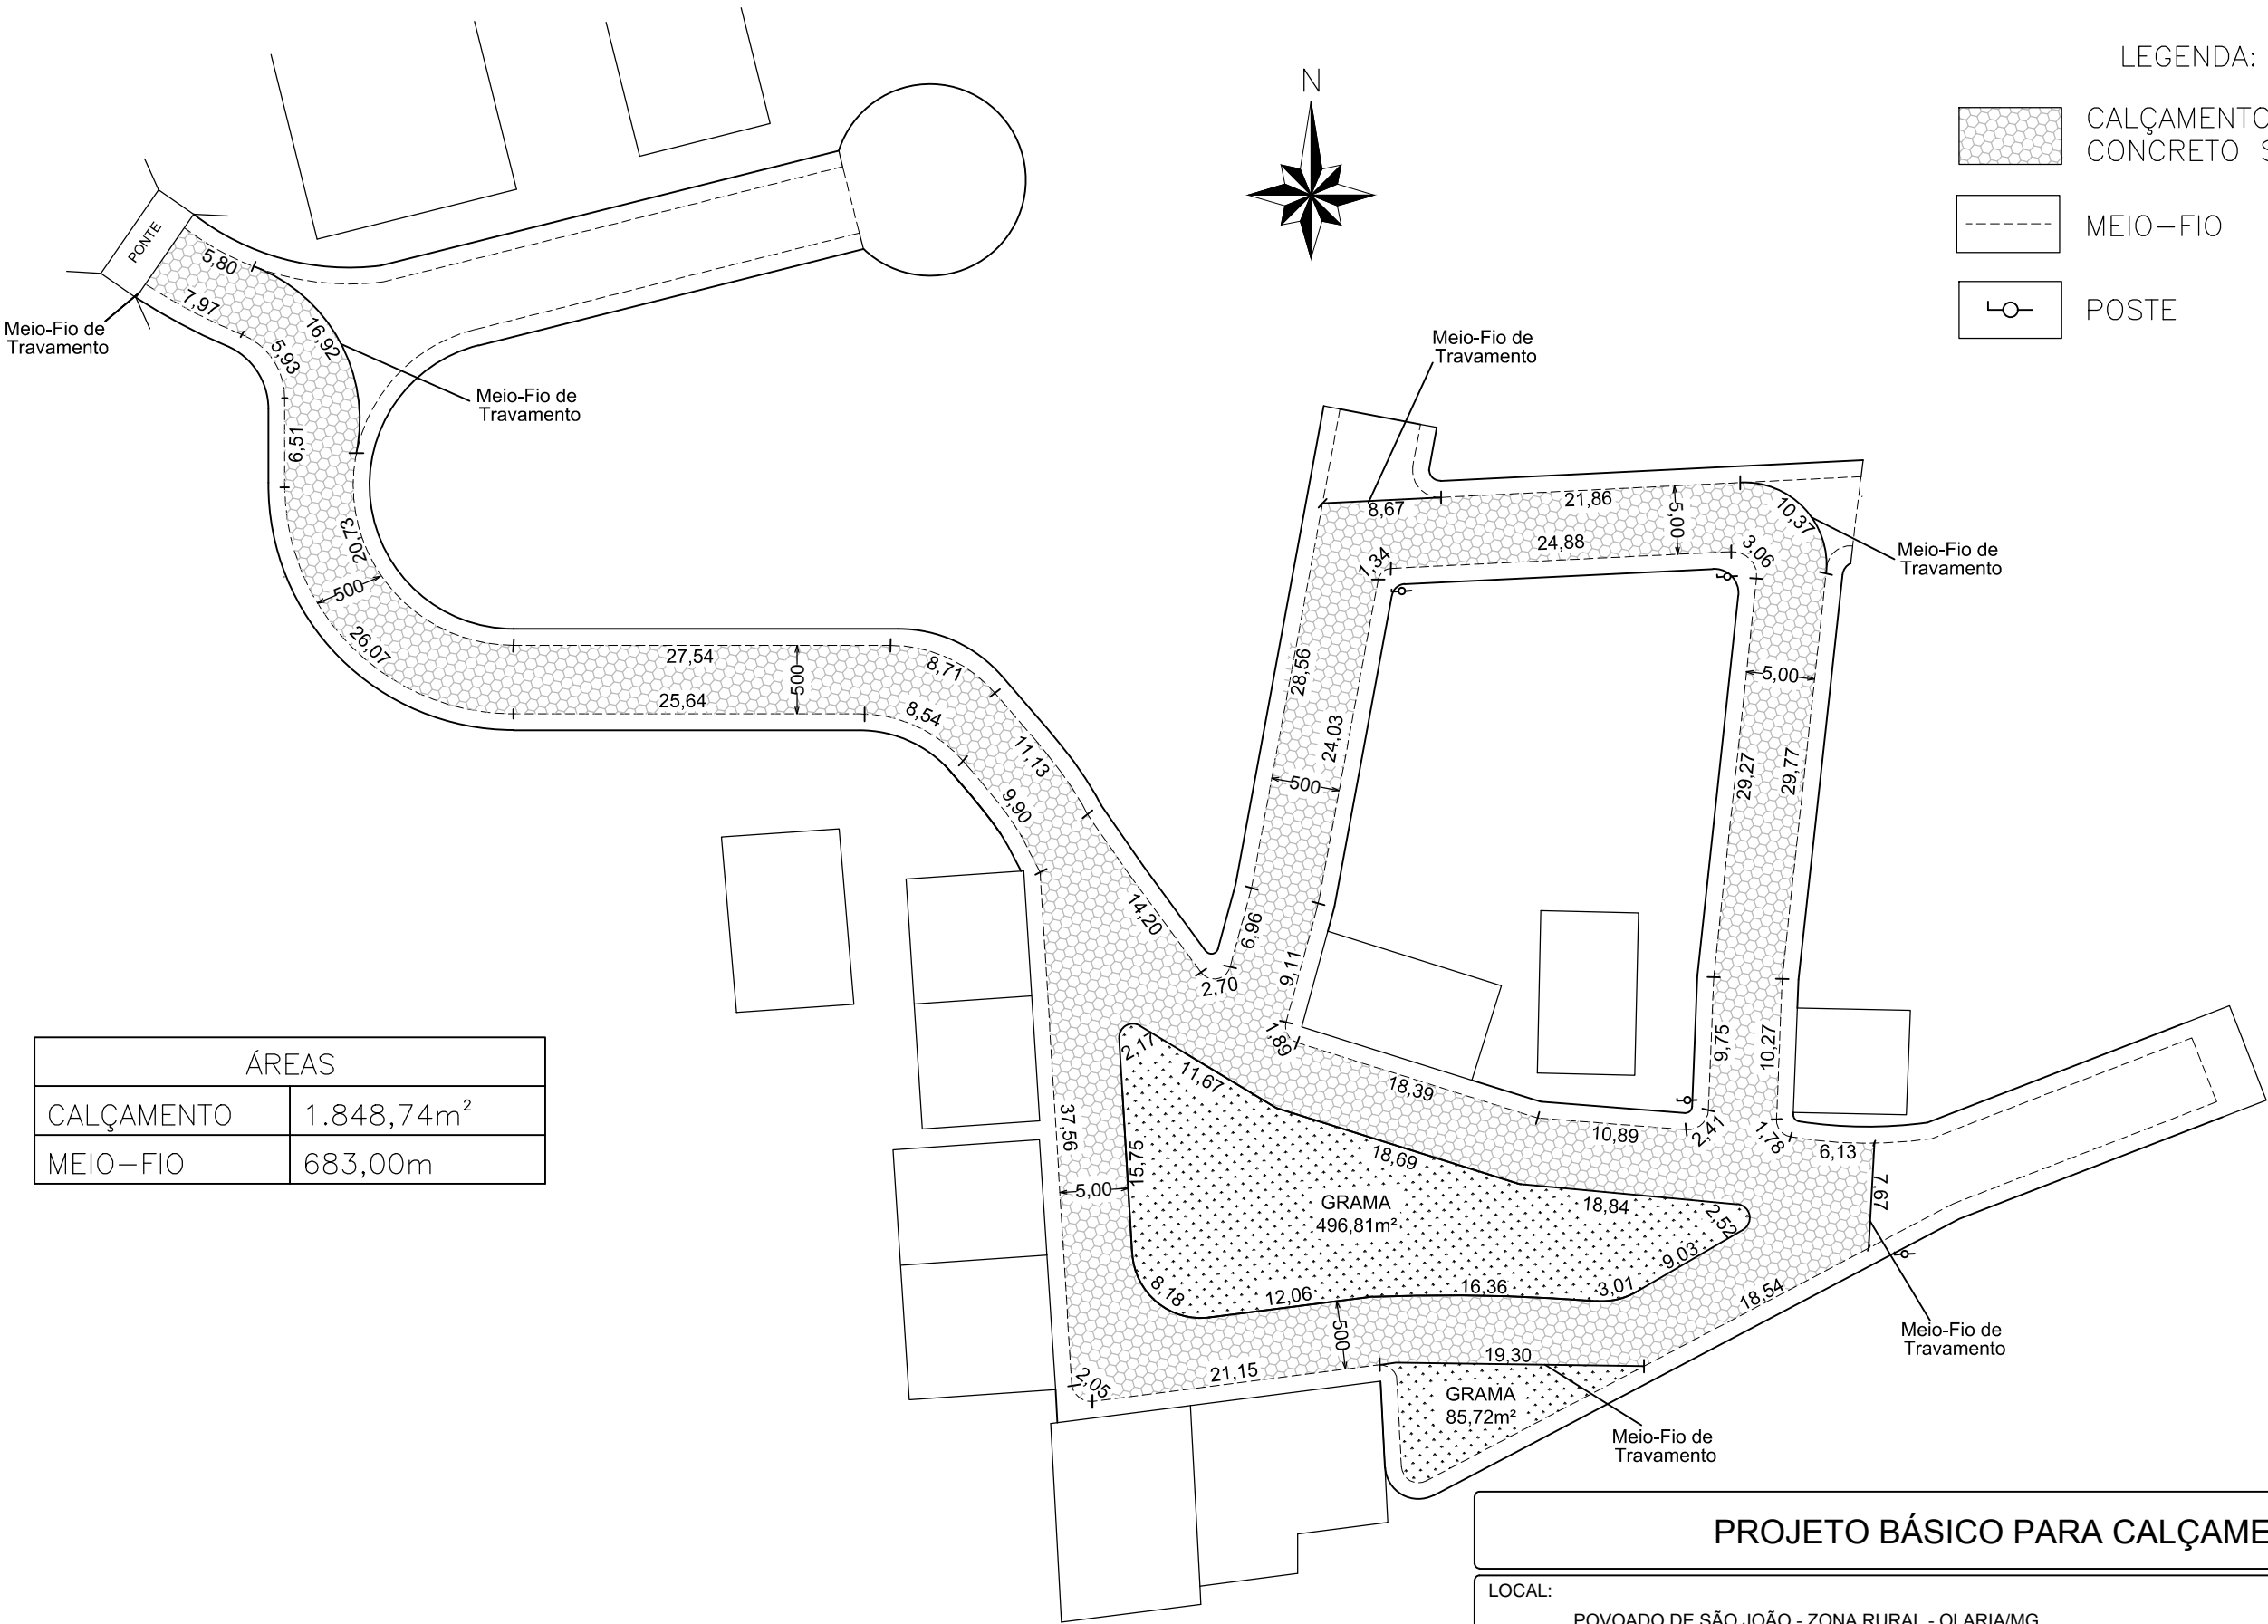 N
LEGENDA:
CALÇAMENTO
CONCRETO S
MEIO-FIO
POSTE
PONTE
5,80
7,97
Meio-Fio de
Travamento
16,92
5,93
Meio-Fio de
Travamento
6,51
20,73
500
26,07
27,54
25,64
500
8,71
8,54
11,13
9,90
14,20
Meio-Fio de
Travamento
8,67
21,86
5,00
10,37
24,88
3,06
1,34
Meio-Fio de
Travamento
28,56
24,03
500
5,00
29,27
29,77
6,96
2,70
9,11
1,89
9,75
10,27
2,17
11,67
18,39
10,89
2,41
1,78
6,13
7,67
37,56
15,75
18,69
5,00
GRAMA
496,81m²
18,84
2,52
9,03
8,18
12,06
16,36
3,01
18,54
500
Meio-Fio de
Travamento
19,30
21,15
2,05
GRAMA
85,72m²
Meio-Fio de
Travamento
ÁREAS
CALÇAMENTO 1.848,74m²
MEIO-FIO 683,00m
PROJETO BÁSICO PARA CALÇAME
LOCAL:
POVOADO DE SÃO JOÃO - ZONA RURAL - OLARIA/MG